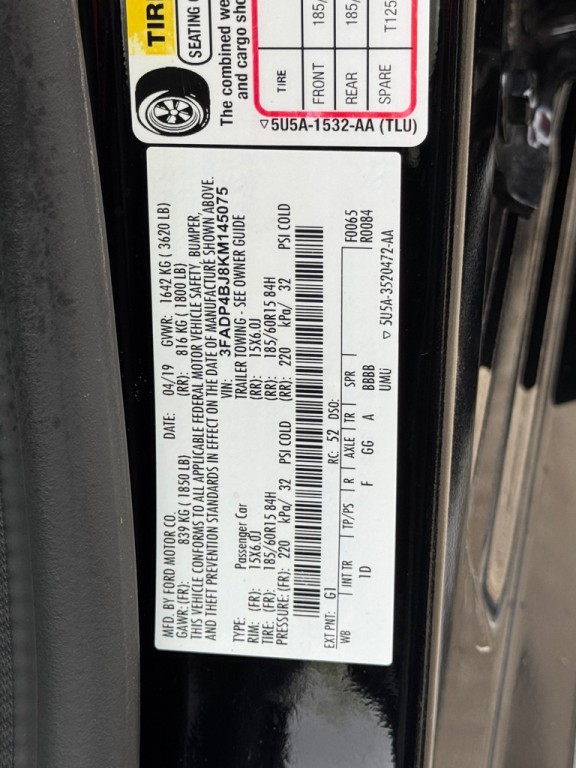 TIRE
SEATING
The combined we
and cargo sho
TIRE
FRONT 185/
REAR 185/
SPARE T125
▽5U5A-1532-AA (TLU)
MFD. BY FORD MOTOR CO. DATE: 04/19 GVWR: 1642 KG ( 3620 LB)
GAWR: (FR): 839 KG ( 1850 LB) (RR): 816 KG ( 1800 LB)
THIS VEHICLE CONFORMS TO ALL APPLICABLE FEDERAL MOTOR VEHICLE SAFETY, BUMPER,
AND THEFT PREVENTION STANDARDS IN EFFECT ON THE DATE OF MANUFACTURE SHOWN ABOVE.
VIN: 3FADP4BJ8KM145075
TYPE: Passenger Car TRAILER TOWING - SEE OWNER GUIDE
RIM: (FR): 15X6.0J (RR): 15X6.0J
TIRE: (FR): 185/60R15 84H (RR): 185/60R15 84H
PRESSURE: (FR): 220 kPa/ 32 PSI COLD (RR): 220 kPa/ 32 PSI COLD
EXT PNT: G1 RC: 52 DSO: F0065
R0084
WB INT TR TP/PS R AXLE TR SPR
1D F GG A BBBB
UMU ▽ 5U5A-3520472-AA